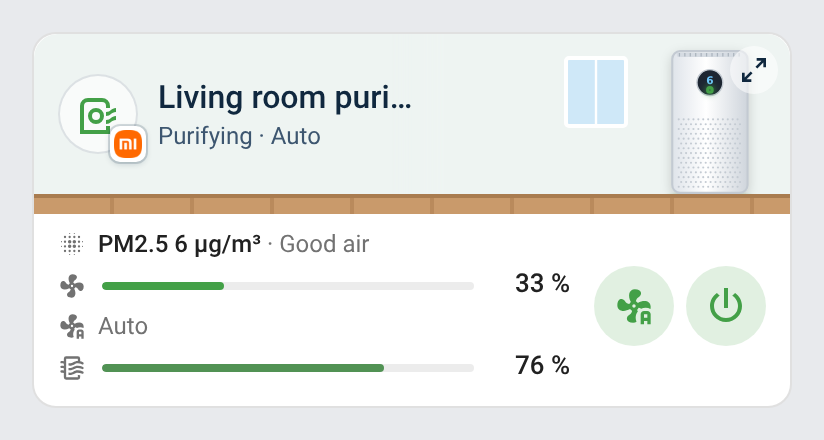 Living room puri...
Purifying · Auto
6
PM2.5 6 µg/m³ · Good air
33 %
Auto
76 %